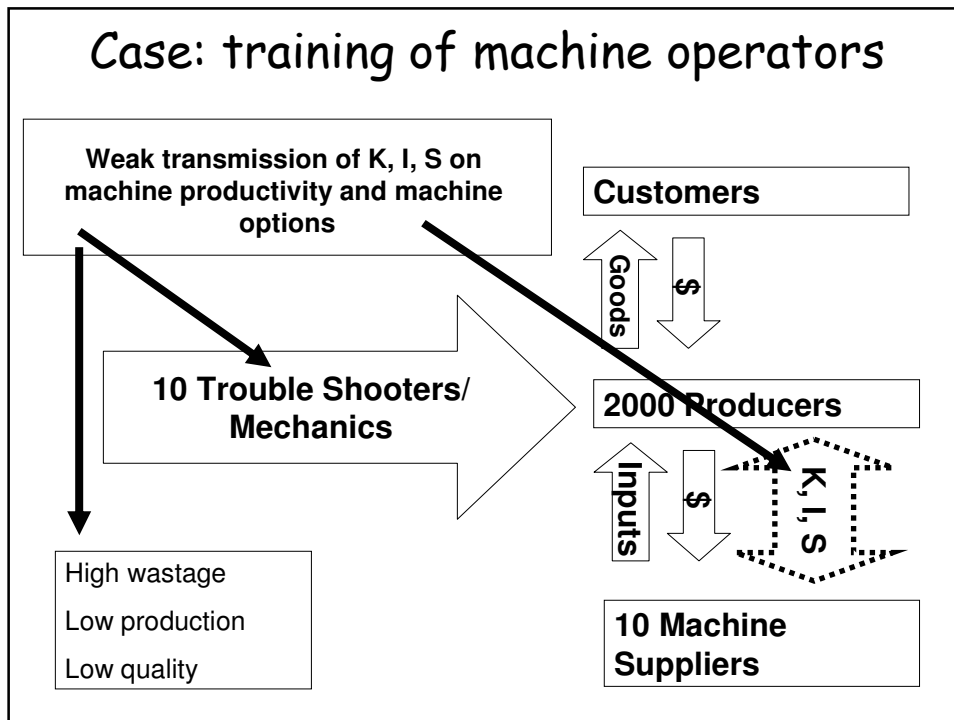 Case: training of machine operators
Weak transmission of K, I, S on
machine productivity and machine
options
Customers
Goods
$
10 Trouble Shooters/
Mechanics
2000 Producers
Inputs
$
K, I, S
High wastage
Low production
Low quality
10 Machine
Suppliers